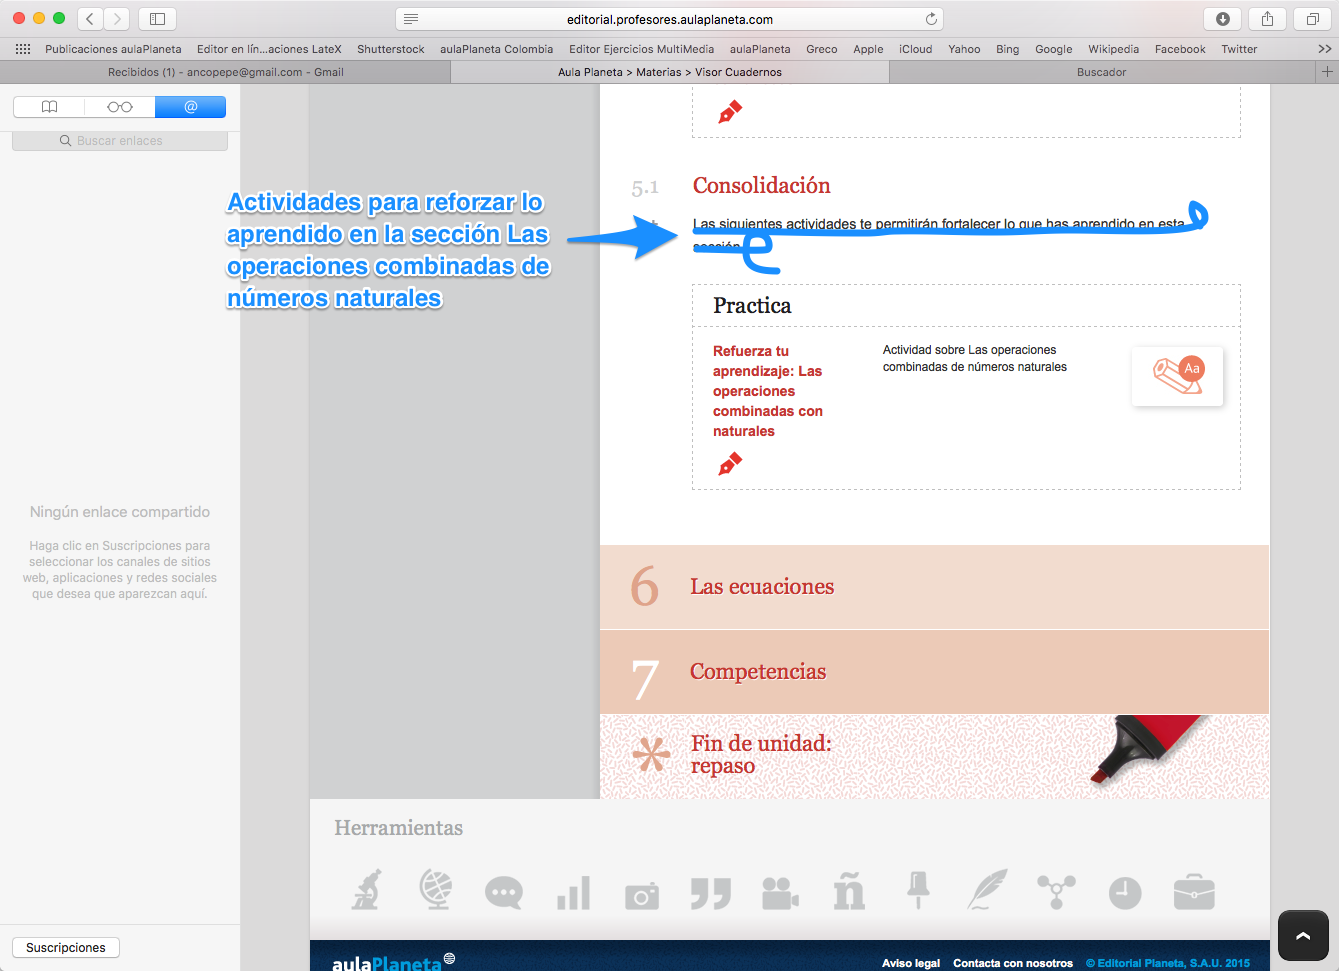 editorial.profesores.aulaplaneta.com
Publicaciones aulaPlaneta
Editor en lín...aciones LateX
Shutterstock
aulaPlaneta Colombia
Editor Ejercicios MultiMedia
aulaPlaneta
Greco
Apple
iCloud
Yahoo
Bing
Google
Wikipedia
Facebook
Twitter
Recibidos (1) - ancopepe@gmail.com - Gmail
Aula Planeta > Materias > Visor Cuadernos
Buscador
@
Buscar enlaces
Ningún enlace compartido
Haga clic en Suscripciones para
seleccionar los canales de sitios
web, aplicaciones y redes sociales
que desea que aparezcan aquí.
Suscripciones
Actividades para reforzar lo
aprendido en la sección Las
operaciones combinadas de
números naturales
5.1
Consolidación
Las siguientes actividades te permitirán fortalecer lo que has aprendido en esta
sección
Practica
Refuerza tu
aprendizaje: Las
operaciones
combinadas con
naturales
Actividad sobre Las operaciones
combinadas de números naturales
Aa
6
Las ecuaciones
7
Competencias
*
Fin de unidad:
repaso
Herramientas
ñ
aulaPlaneta
Aviso legal
Contacta con nosotros
© Editorial Planeta, S.A.U. 2015